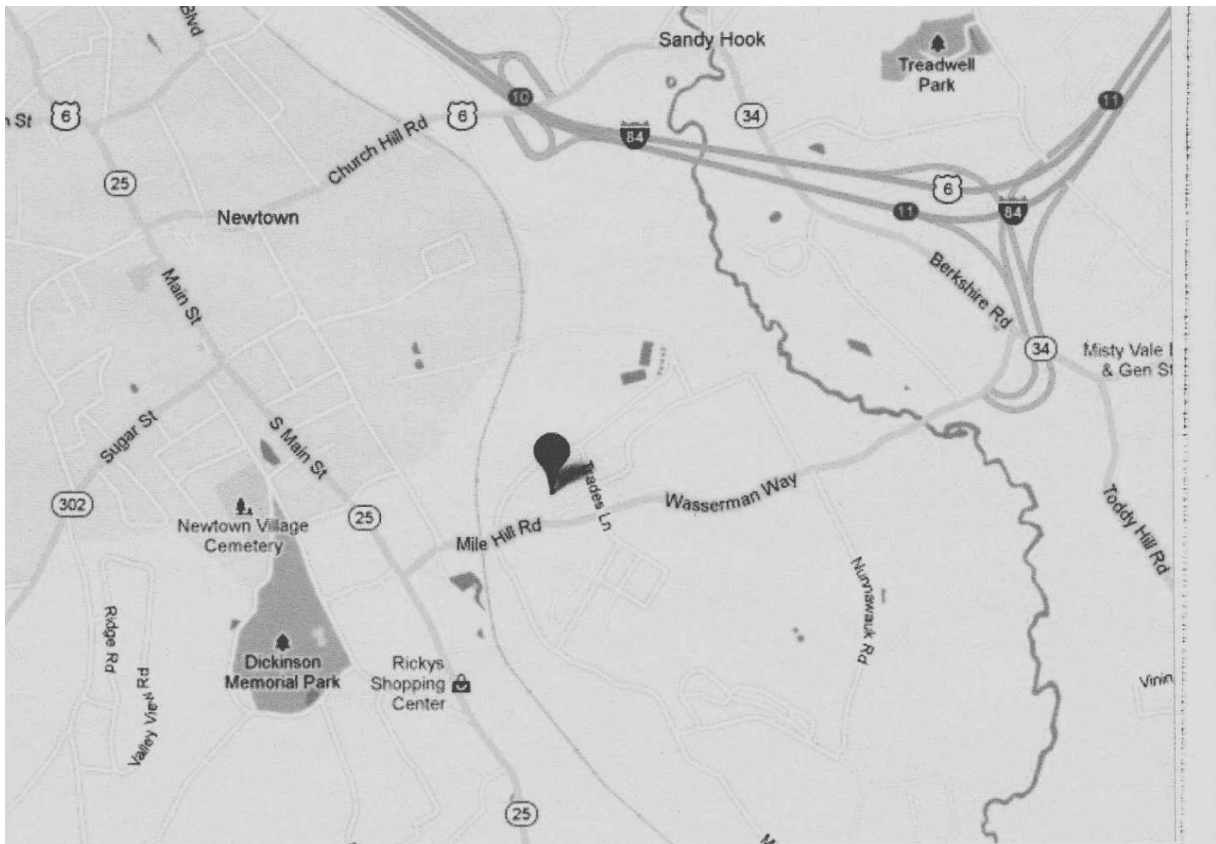 Blvd
Sandy Hook
Treadwell
Park
St
6
6
10
11
34
84
25
Church Hill Rd
6
84
11
Newtown
Berkshire Rd
Main St
34
Misty Vale
& Gen St
Sugar St
S Main St
Trades Ln
Wasserman Way
302
25
Newtown Village
Cemetery
Mile Hill Rd
Toddy Hill Rd
Nunnawauk Rd
Ridge Rd
Valley View Rd
Dickinson
Memorial Park
Rickys
Shopping
Center
25